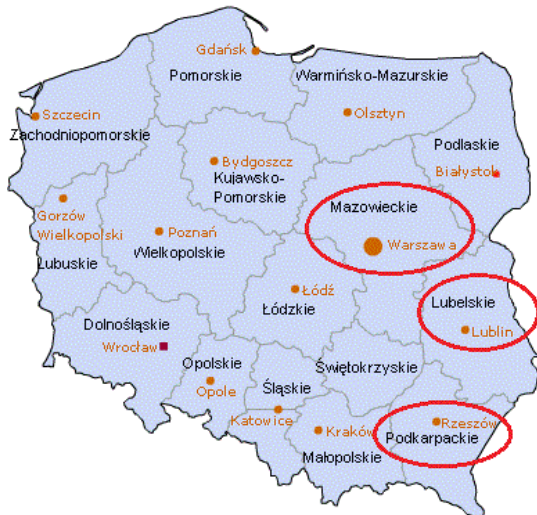 Gdańsk
Pomorskie
Warmińsko-Mazurskie
Szczecin
Zachodniopomorskie
Olsztyn
Podlaskie
Białystok
Bydgoszcz
Kujawsko-
Pomorskie
Mazowieckie
Warszawa
Gorzów
Wielkopolski
Lubuskie
Poznań
Wielkopolskie
Łódź
Łódzkie
Lubelskie
Lublin
Dolnośląskie
Wrocław
Opolskie
Opole
Śląskie
Katowice
Świętokrzyskie
Kraków
Małopolskie
Rzeszów
Podkarpackie